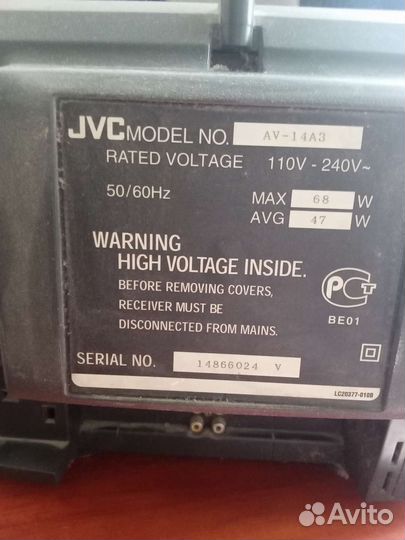 JVC MODEL NO. AV-14A3
RATED VOLTAGE 110V - 240V~
50/60Hz MAX 68 W
AVG 47 W
WARNING
HIGH VOLTAGE INSIDE.
BEFORE REMOVING COVERS,
RECEIVER MUST BE
DISCONNECTED FROM MAINS.
РСТ
BE01
SERIAL NO. 14866024 V
LC20377-010B
Avito